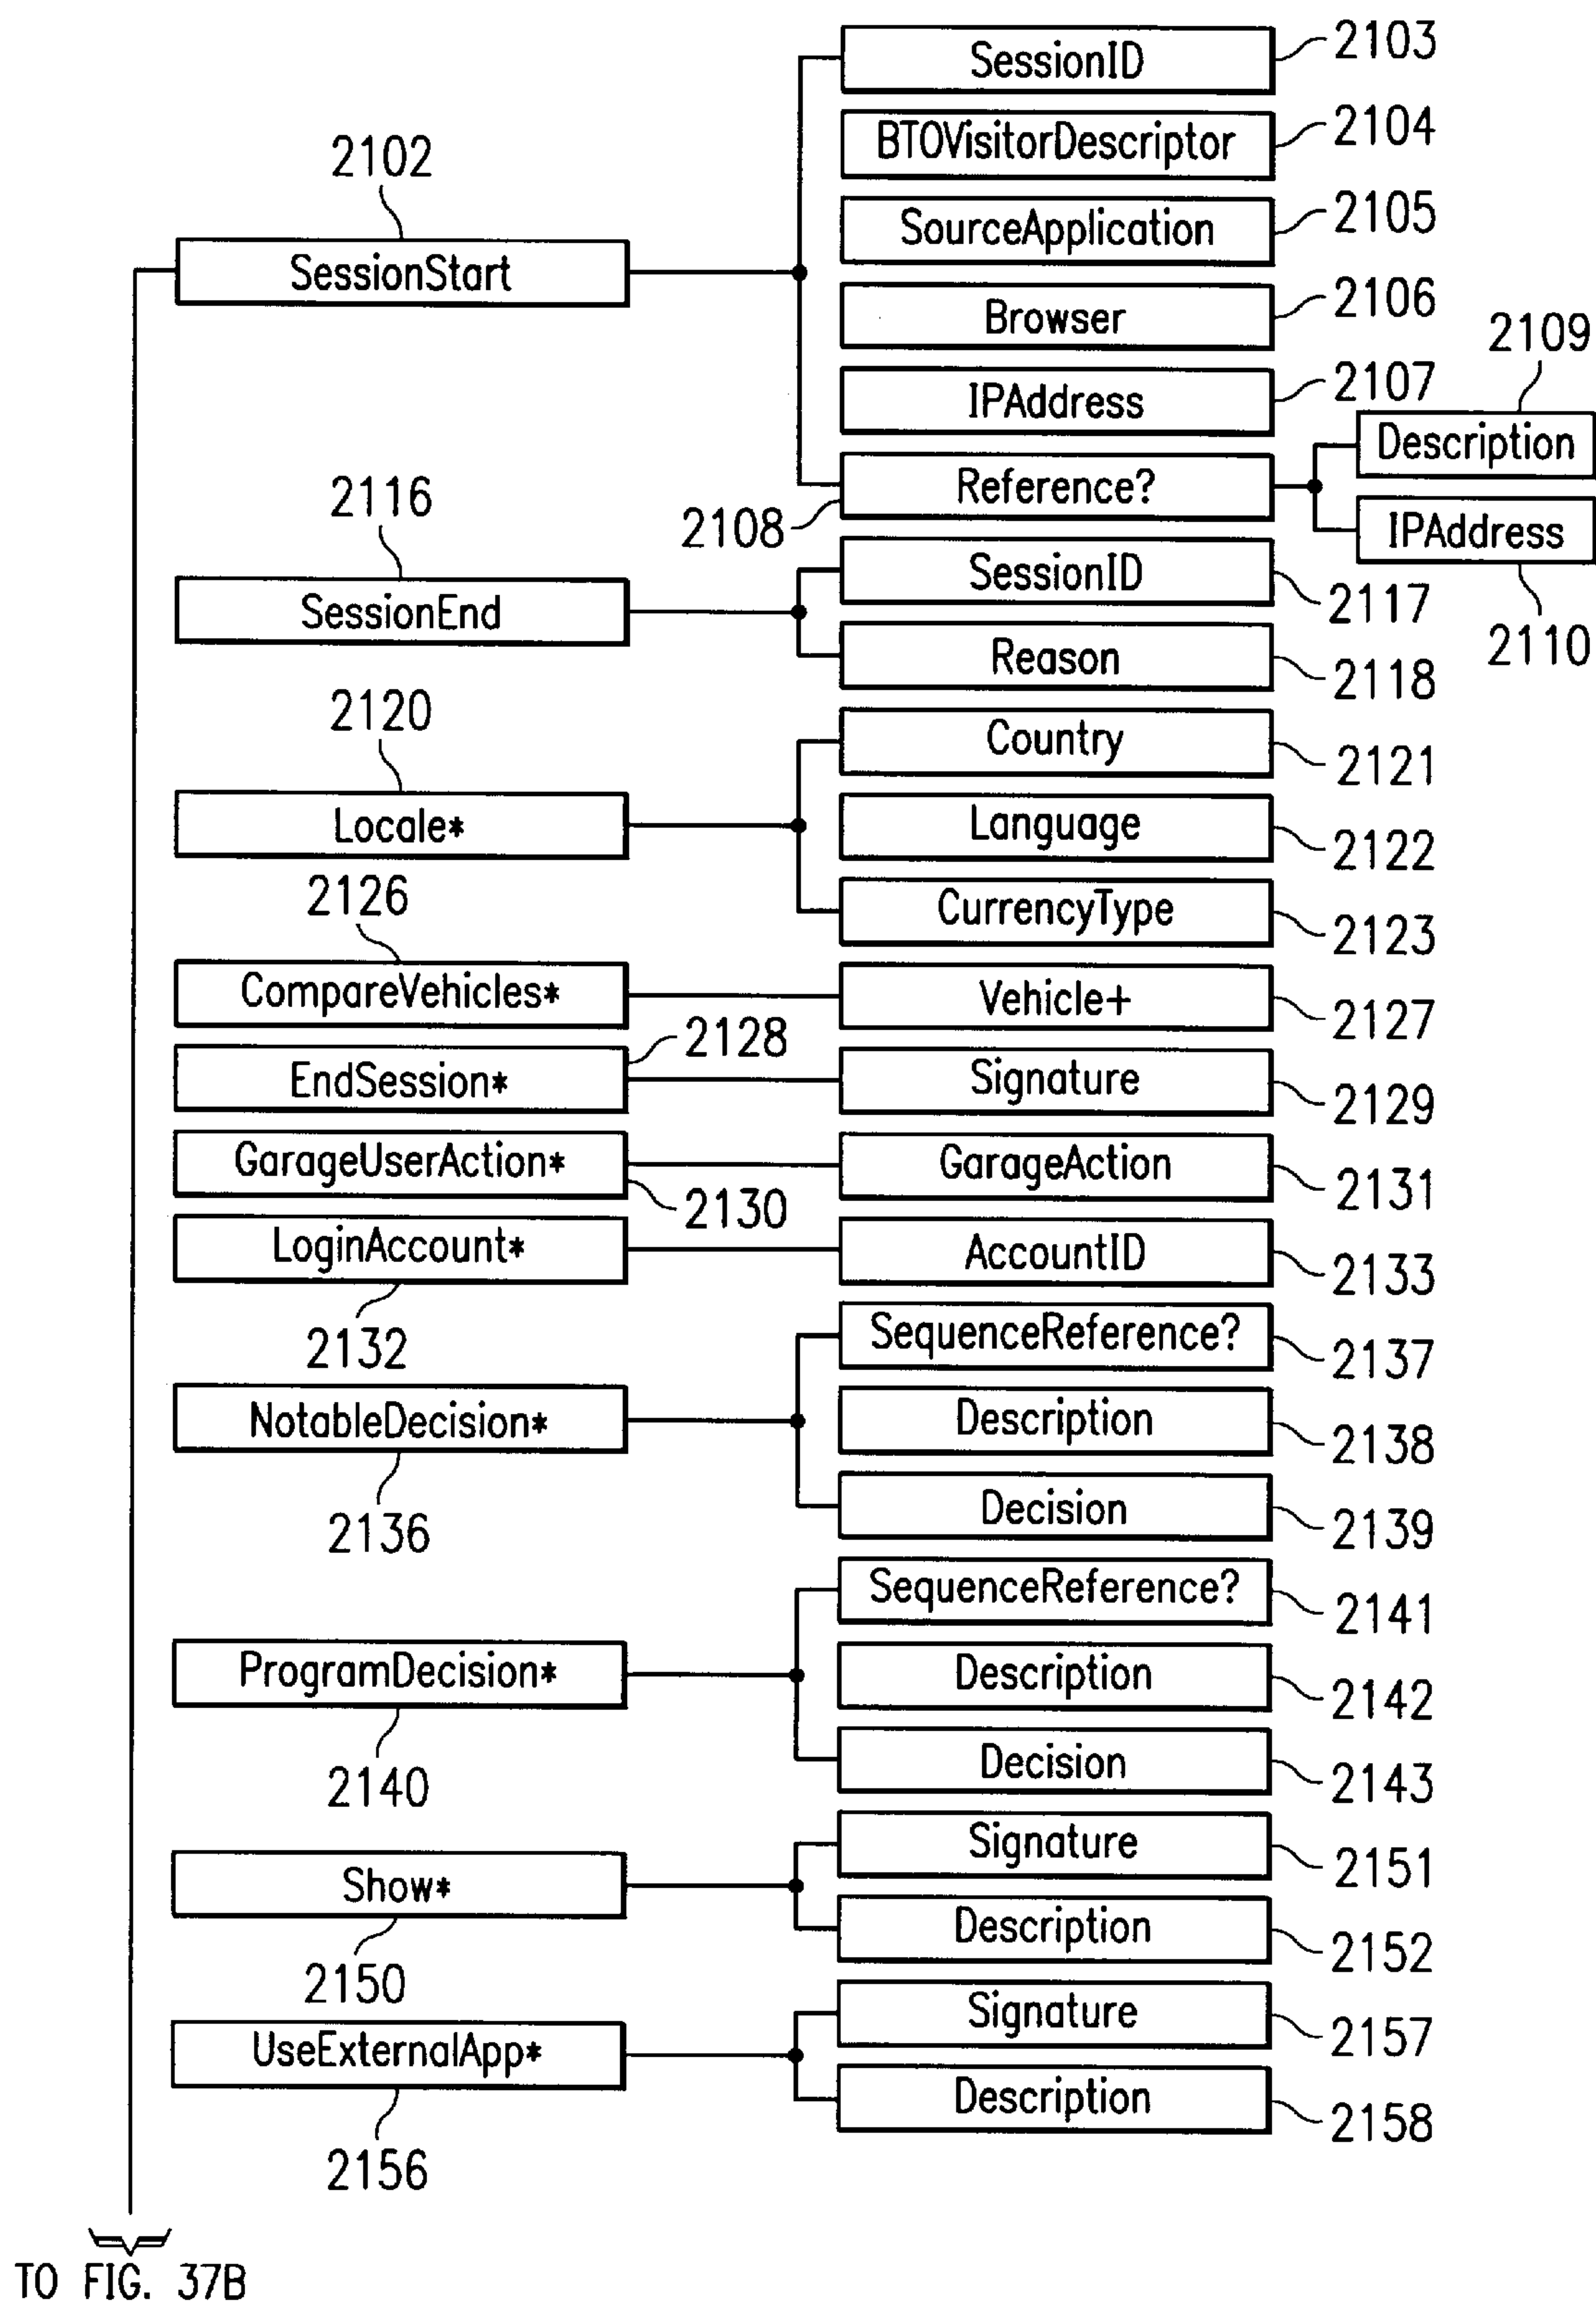 SessionID 2103
BTOVisitorDescriptor 2104
2102
SourceApplication 2105
SessionStart
Browser 2106
2109
IPAddress 2107
Description
Reference?
2108
IPAddress
2110
2116
SessionEnd
SessionID 2117
Reason 2118
2120
Locale*
Country 2121
Language 2122
CurrencyType 2123
2126
CompareVehicles* Vehicle+ 2127
2128
EndSession* Signature 2129
GarageUserAction* GarageAction 2131
2130
LoginAccount* AccountID 2133
2132
SequenceReference? 2137
NotableDecision* Description 2138
2136
Decision 2139
SequenceReference? 2141
ProgramDecision* Description 2142
2140
Decision 2143
Signature 2151
Show*
Description 2152
2150
Signature 2157
UseExternalApp*
Description 2158
2156
TO FIG. 37B